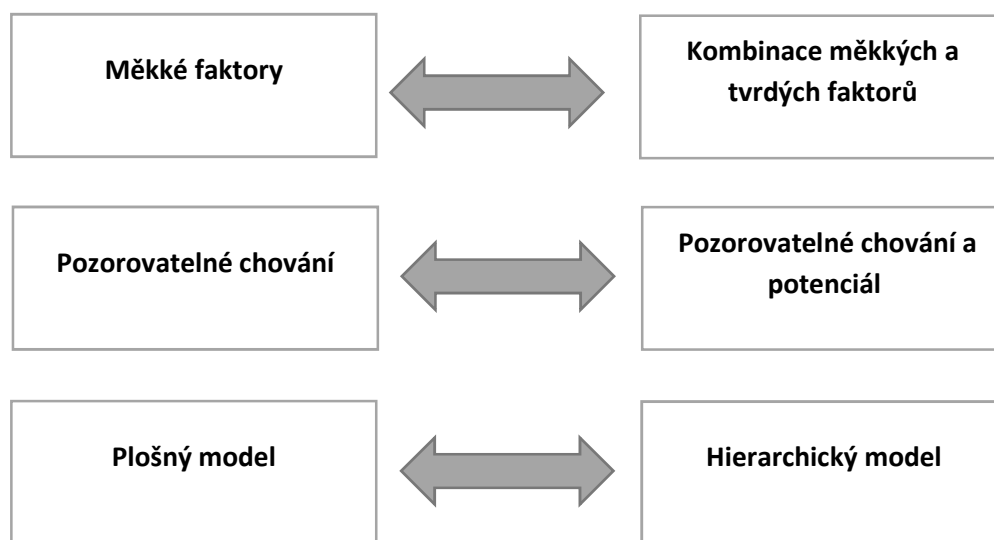 Měkké faktory
Kombinace měkkých a
tvrdých faktorů
Pozorovatelné chování
Pozorovatelné chování a
potenciál
Plošný model
Hierarchický model